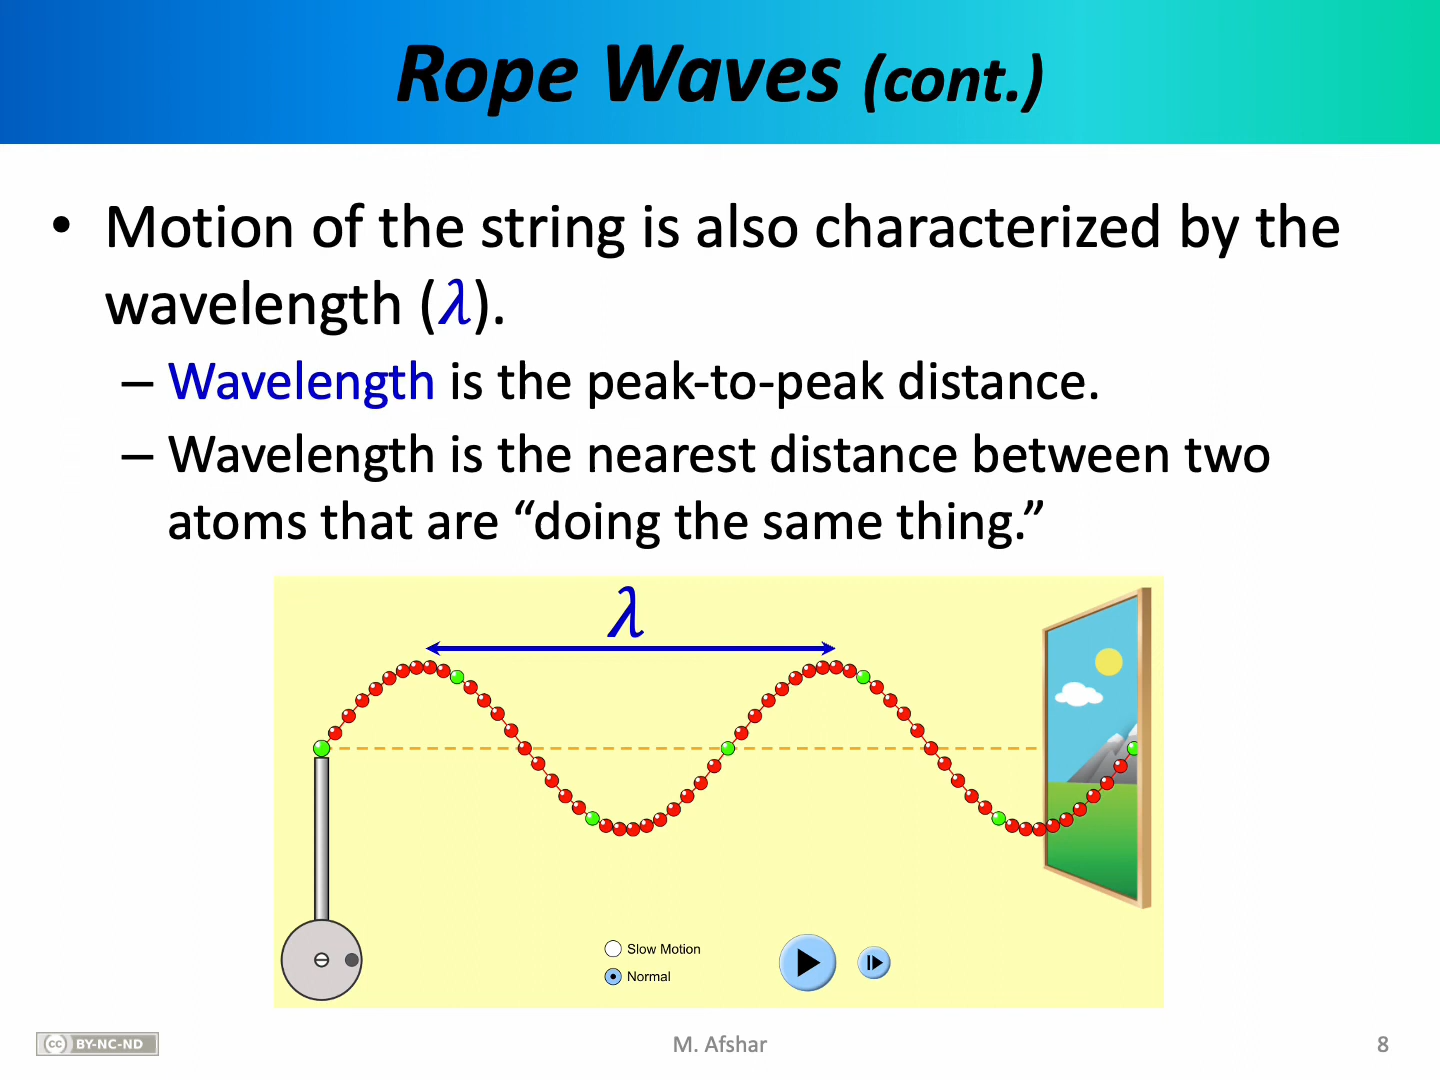 Rope Waves (cont.)
• Motion of the string is also characterized by the
wavelength (λ).
– Wavelength is the peak-to-peak distance.
– Wavelength is the nearest distance between two
atoms that are “doing the same thing.”
λ
Slow Motion
Normal
cc BY-NC-ND
M. Afshar
8